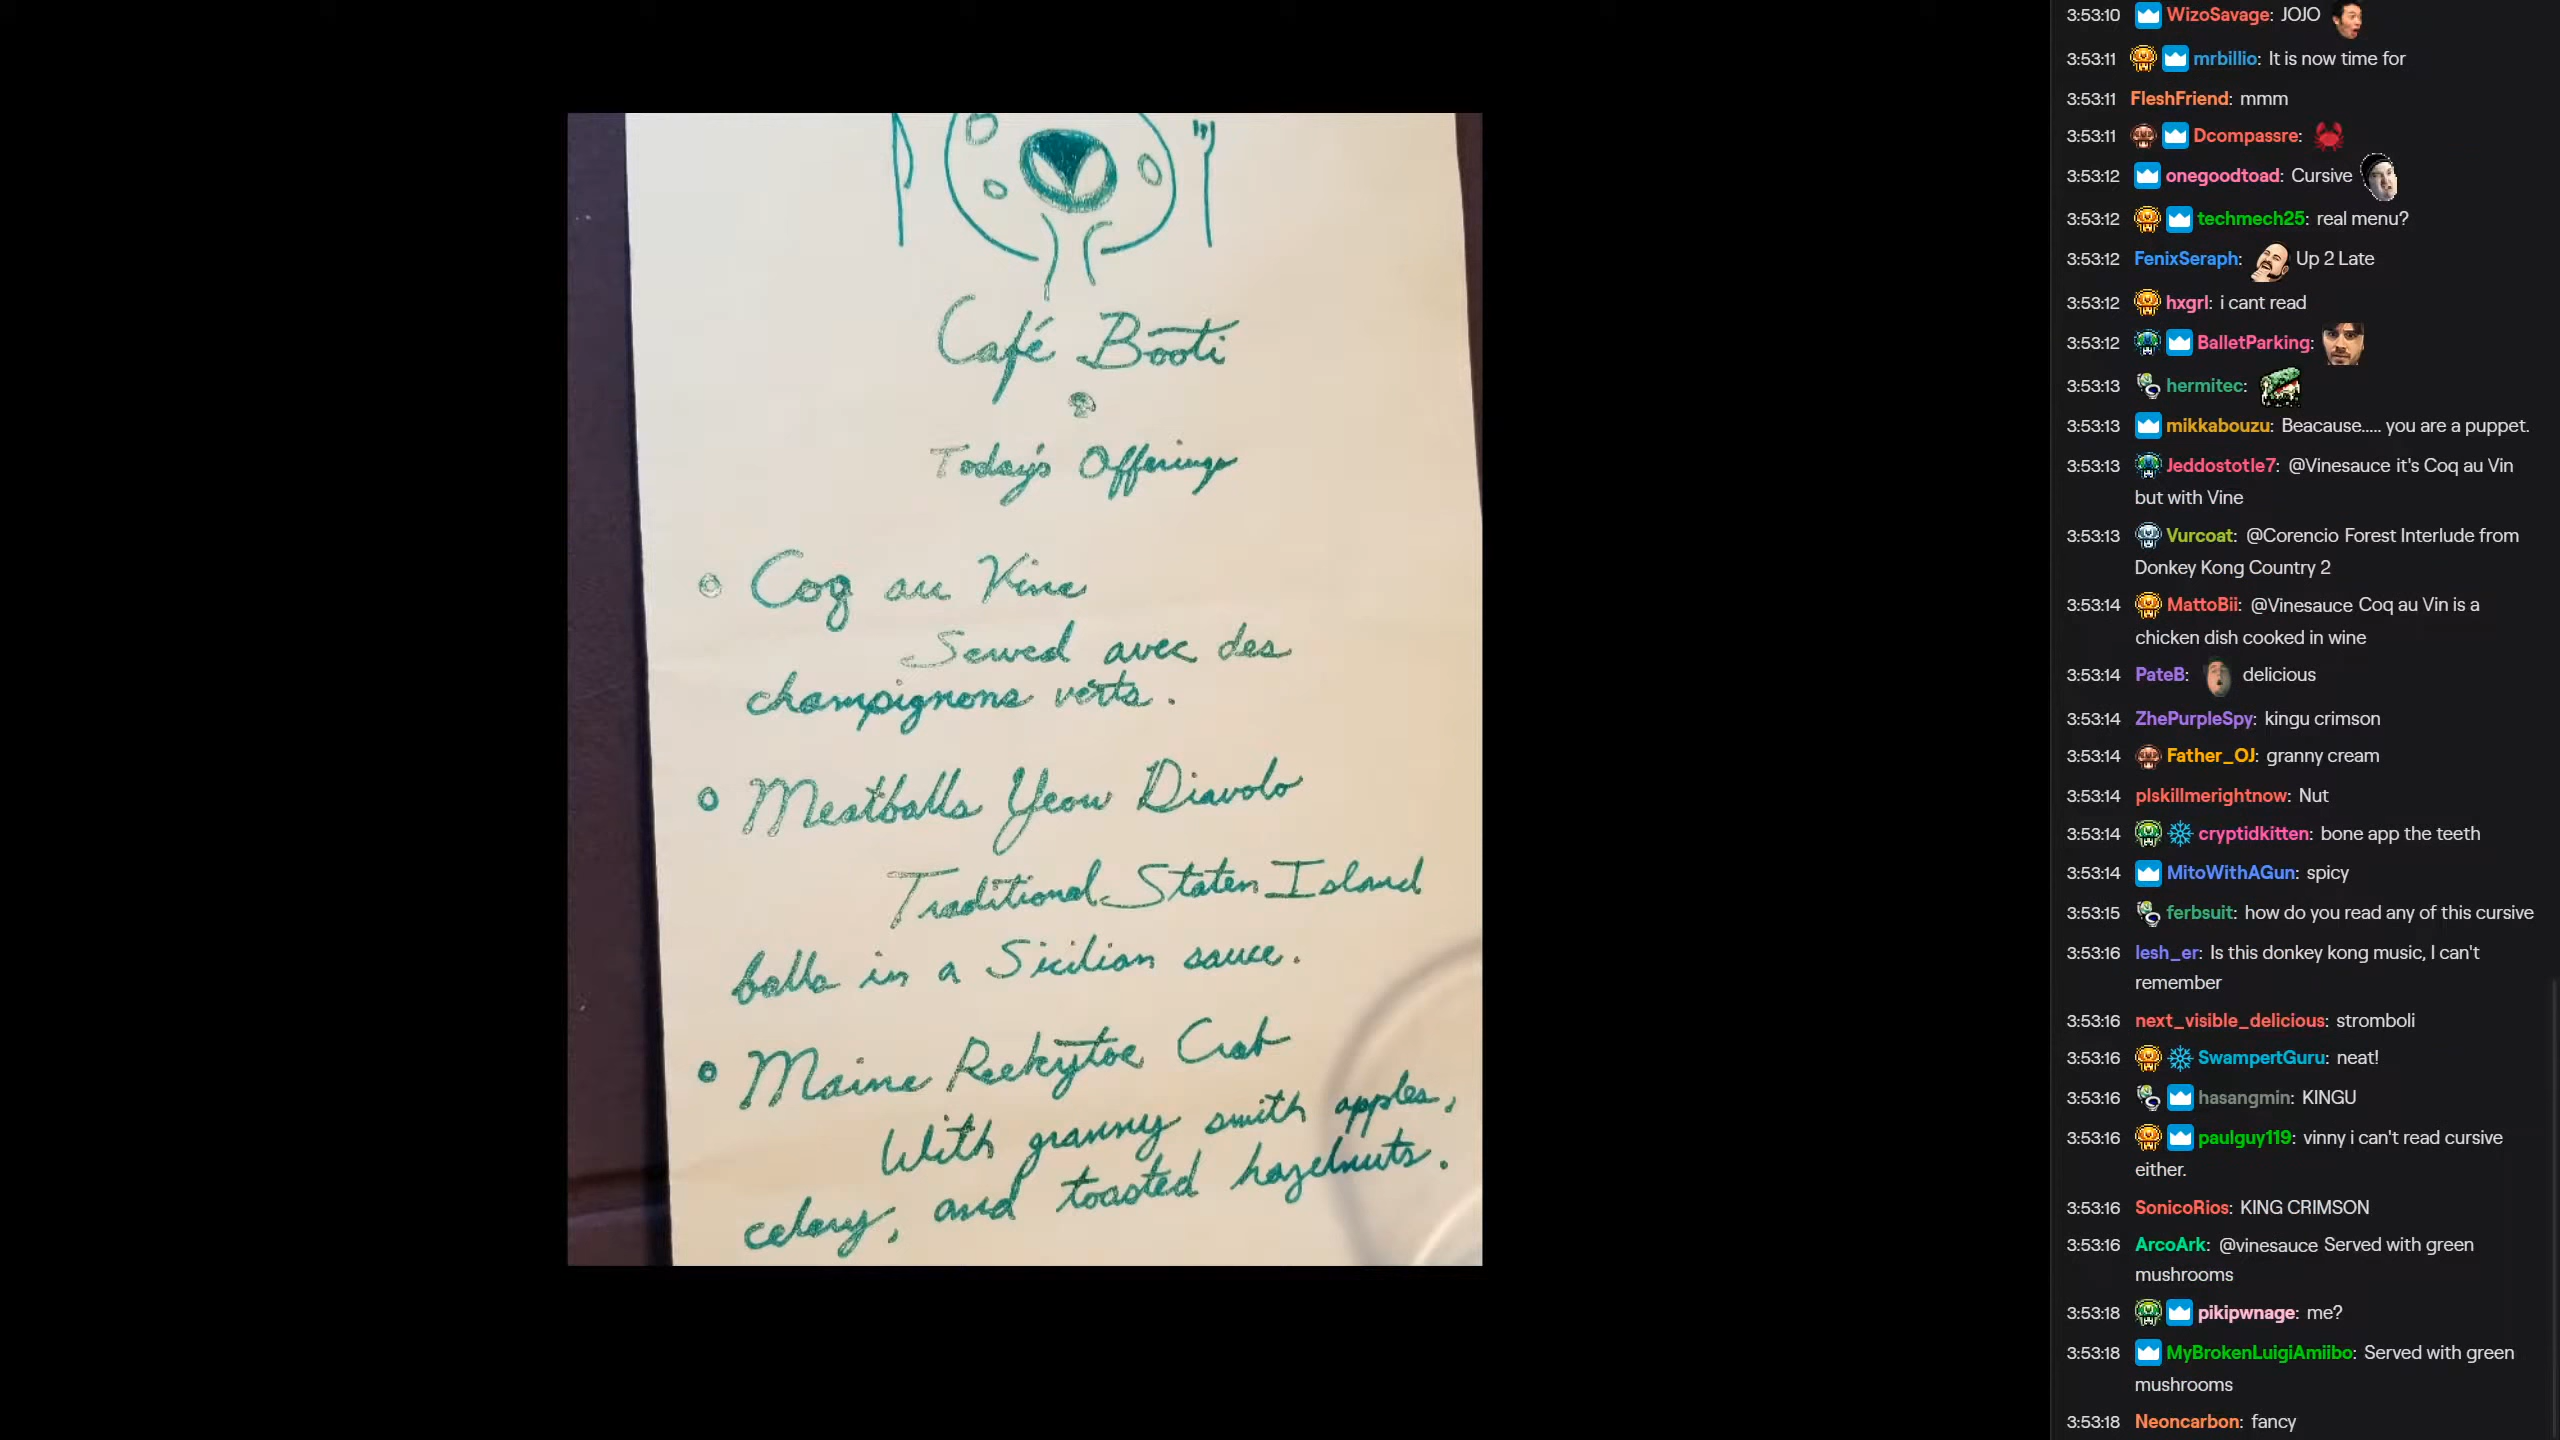 Café Booti
Today's Offerings
Coq au Vine
Served avec des
champignons verts.
Meatballs Yeow Diavolo
Traditional Staten Island
balls in a Sicilian sauce.
Maine Peekytoe Crab
With granny smith apples,
celery, and toasted hazelnuts.
3:53:10 WizoSavage: JOJO
3:53:11 mrbillio: It is now time for
3:53:11 FleshFriend: mmm
3:53:11 Dcompassre:
3:53:12 onegoodtoad: Cursive
3:53:12 techmech25: real menu?
3:53:12 FenixSeraph: Up 2 Late
3:53:12 hxgrl: i cant read
3:53:12 BalletParking:
3:53:13 hermitec:
3:53:13 mikkabouzu: Beacause..... you are a puppet.
3:53:13 Jeddostotle7: @Vinesauce it's Coq au Vin
but with Vine
3:53:13 Vurcoat: @Corencio Forest Interlude from
Donkey Kong Country 2
3:53:14 MattoBii: @Vinesauce Coq au Vin is a
chicken dish cooked in wine
3:53:14 PateB: delicious
3:53:14 ZhePurpleSpy: kingu crimson
3:53:14 Father_OJ: granny cream
3:53:14 plskillmerightnow: Nut
3:53:14 cryptidkitten: bone app the teeth
3:53:14 MitoWithAGun: spicy
3:53:15 ferbsuit: how do you read any of this cursive
3:53:16 lesh_er: Is this donkey kong music, I can't
remember
3:53:16 next_visible_delicious: stromboli
3:53:16 SwampertGuru: neat!
3:53:16 hasangmin: KINGU
3:53:16 paulguy119: vinny i can't read cursive
either.
3:53:16 SonicoRios: KING CRIMSON
3:53:16 ArcoArk: @vinesauce Served with green
mushrooms
3:53:18 pikipwnage: me?
3:53:18 MyBrokenLuigiAmiibo: Served with green
mushrooms
3:53:18 Neoncarbon: fancy